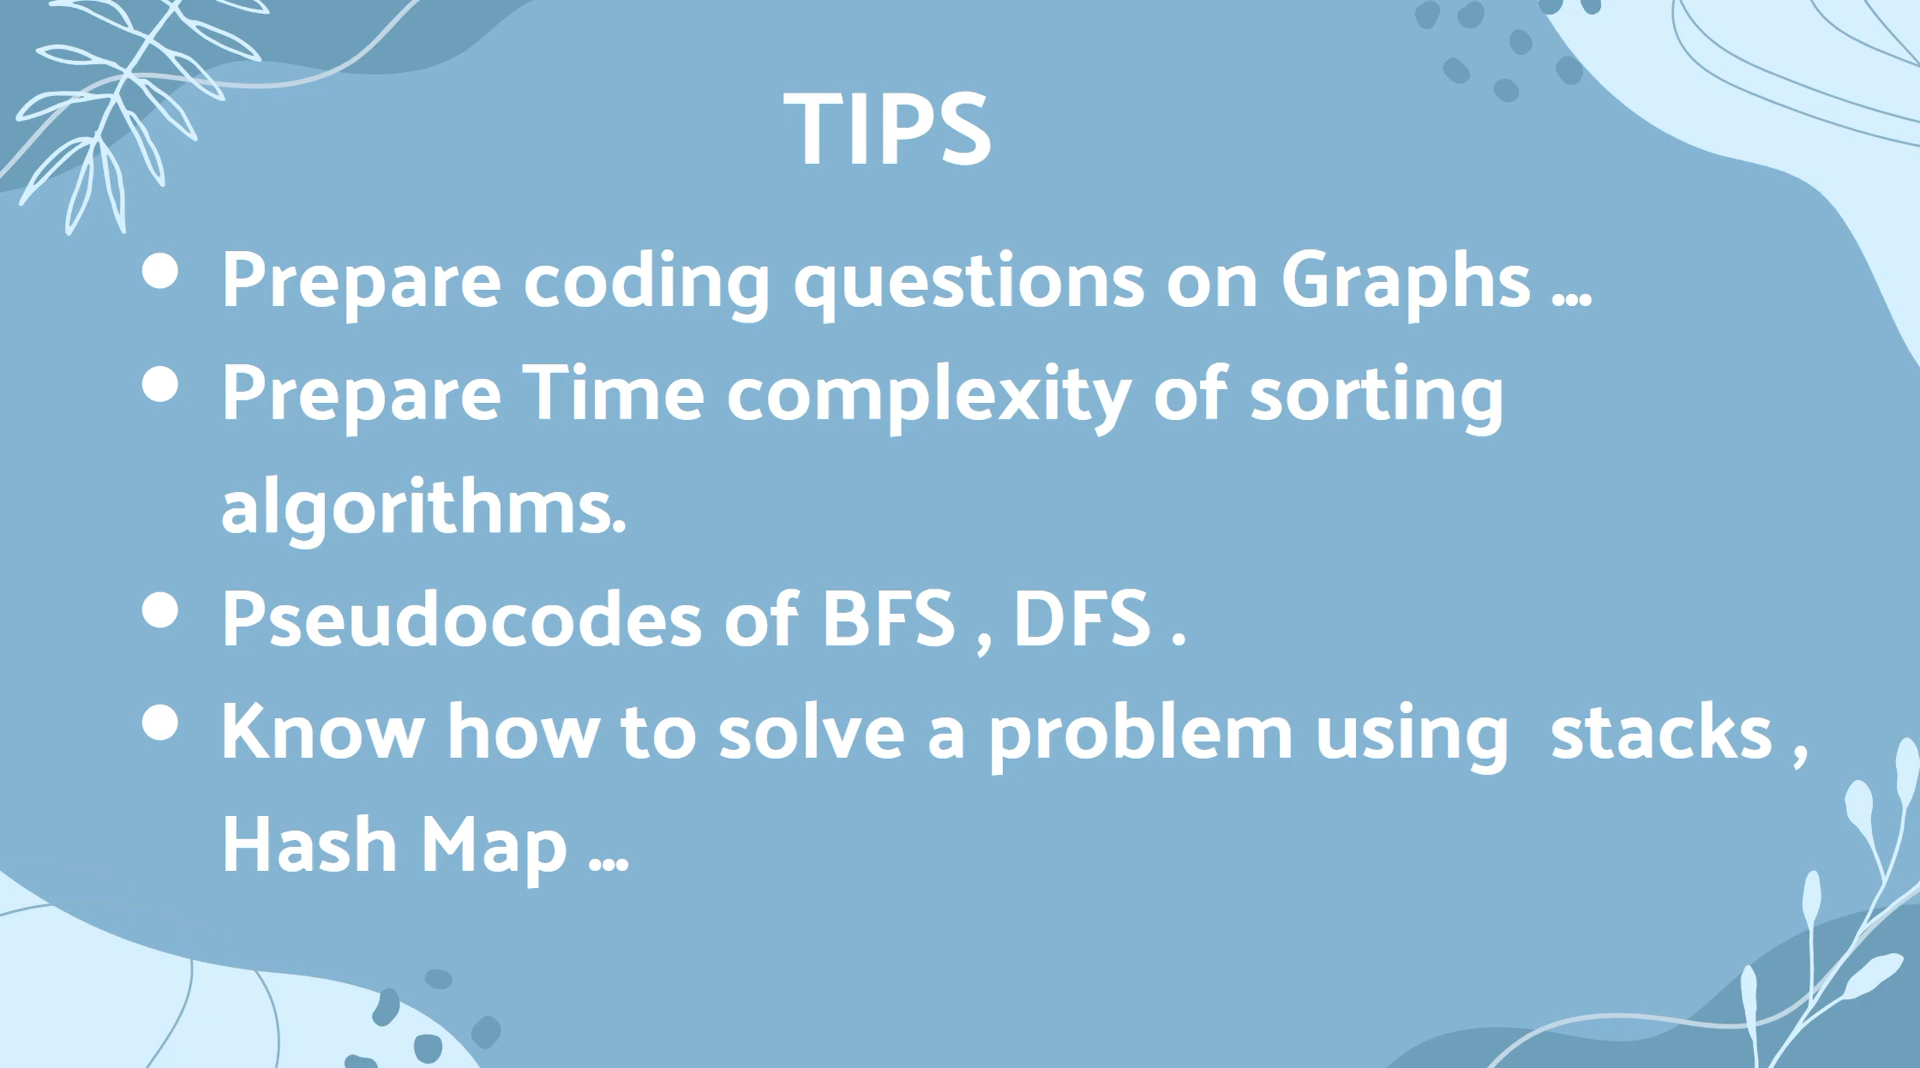 TIPS
● Prepare coding questions on Graphs ...
● Prepare Time complexity of sorting
algorithms.
● Pseudocodes of BFS , DFS .
● Know how to solve a problem using  stacks ,
Hash Map ...